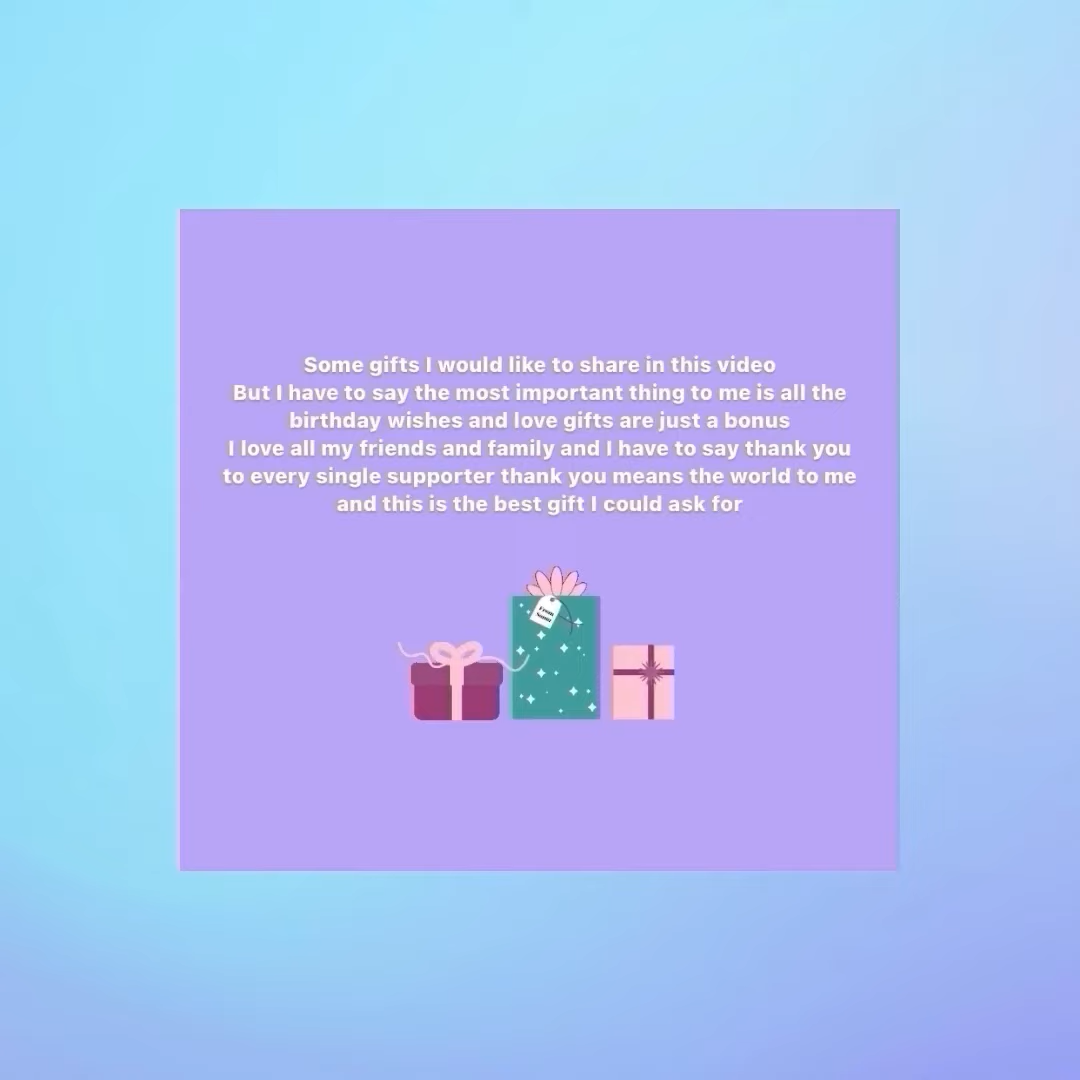 Some gifts I would like to share in this video
But I have to say the most important thing to me is all the
birthday wishes and love gifts are just a bonus
I love all my friends and family and I have to say thank you
to every single supporter thank you means the world to me
and this is the best gift I could ask for
From